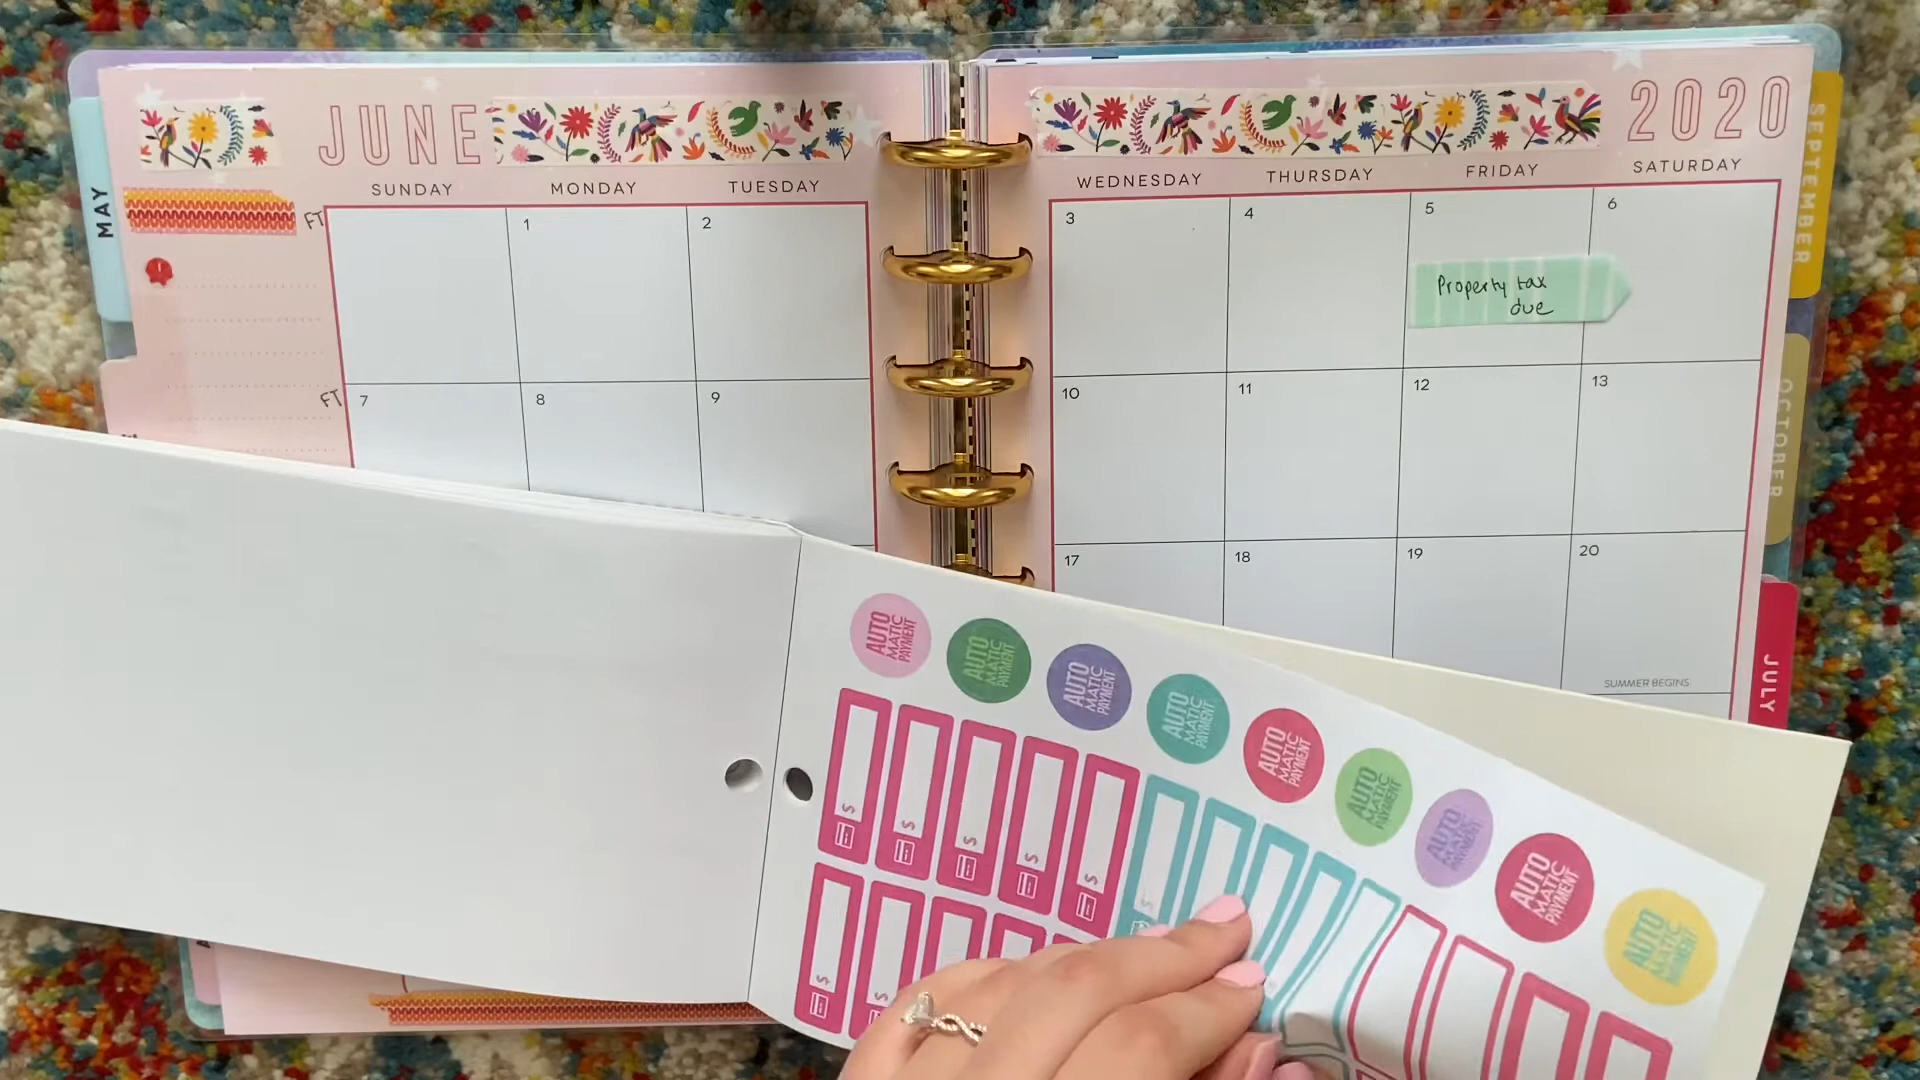 JUNE
2020
SUNDAY
MONDAY
TUESDAY
WEDNESDAY
THURSDAY
FRIDAY
SATURDAY
MAY
SEPTEMBER
OCTOBER
JULY
FT
1
2
3
4
5
6
Property tax
due
FT
7
8
9
10
11
12
13
17
18
19
20
SUMMER BEGINS
AUTO
MATIC
PAYMENT
AUTO
MATIC
PAYMENT
AUTO
MATIC
PAYMENT
AUTO
MATIC
PAYMENT
AUTO
MATIC
PAYMENT
AUTO
MATIC
PAYMENT
AUTO
MATIC
PAYMENT
AUTO
MATIC
PAYMENT
AUTO
MATIC
PAYMENT
$
$
$
$
$
$
$
$